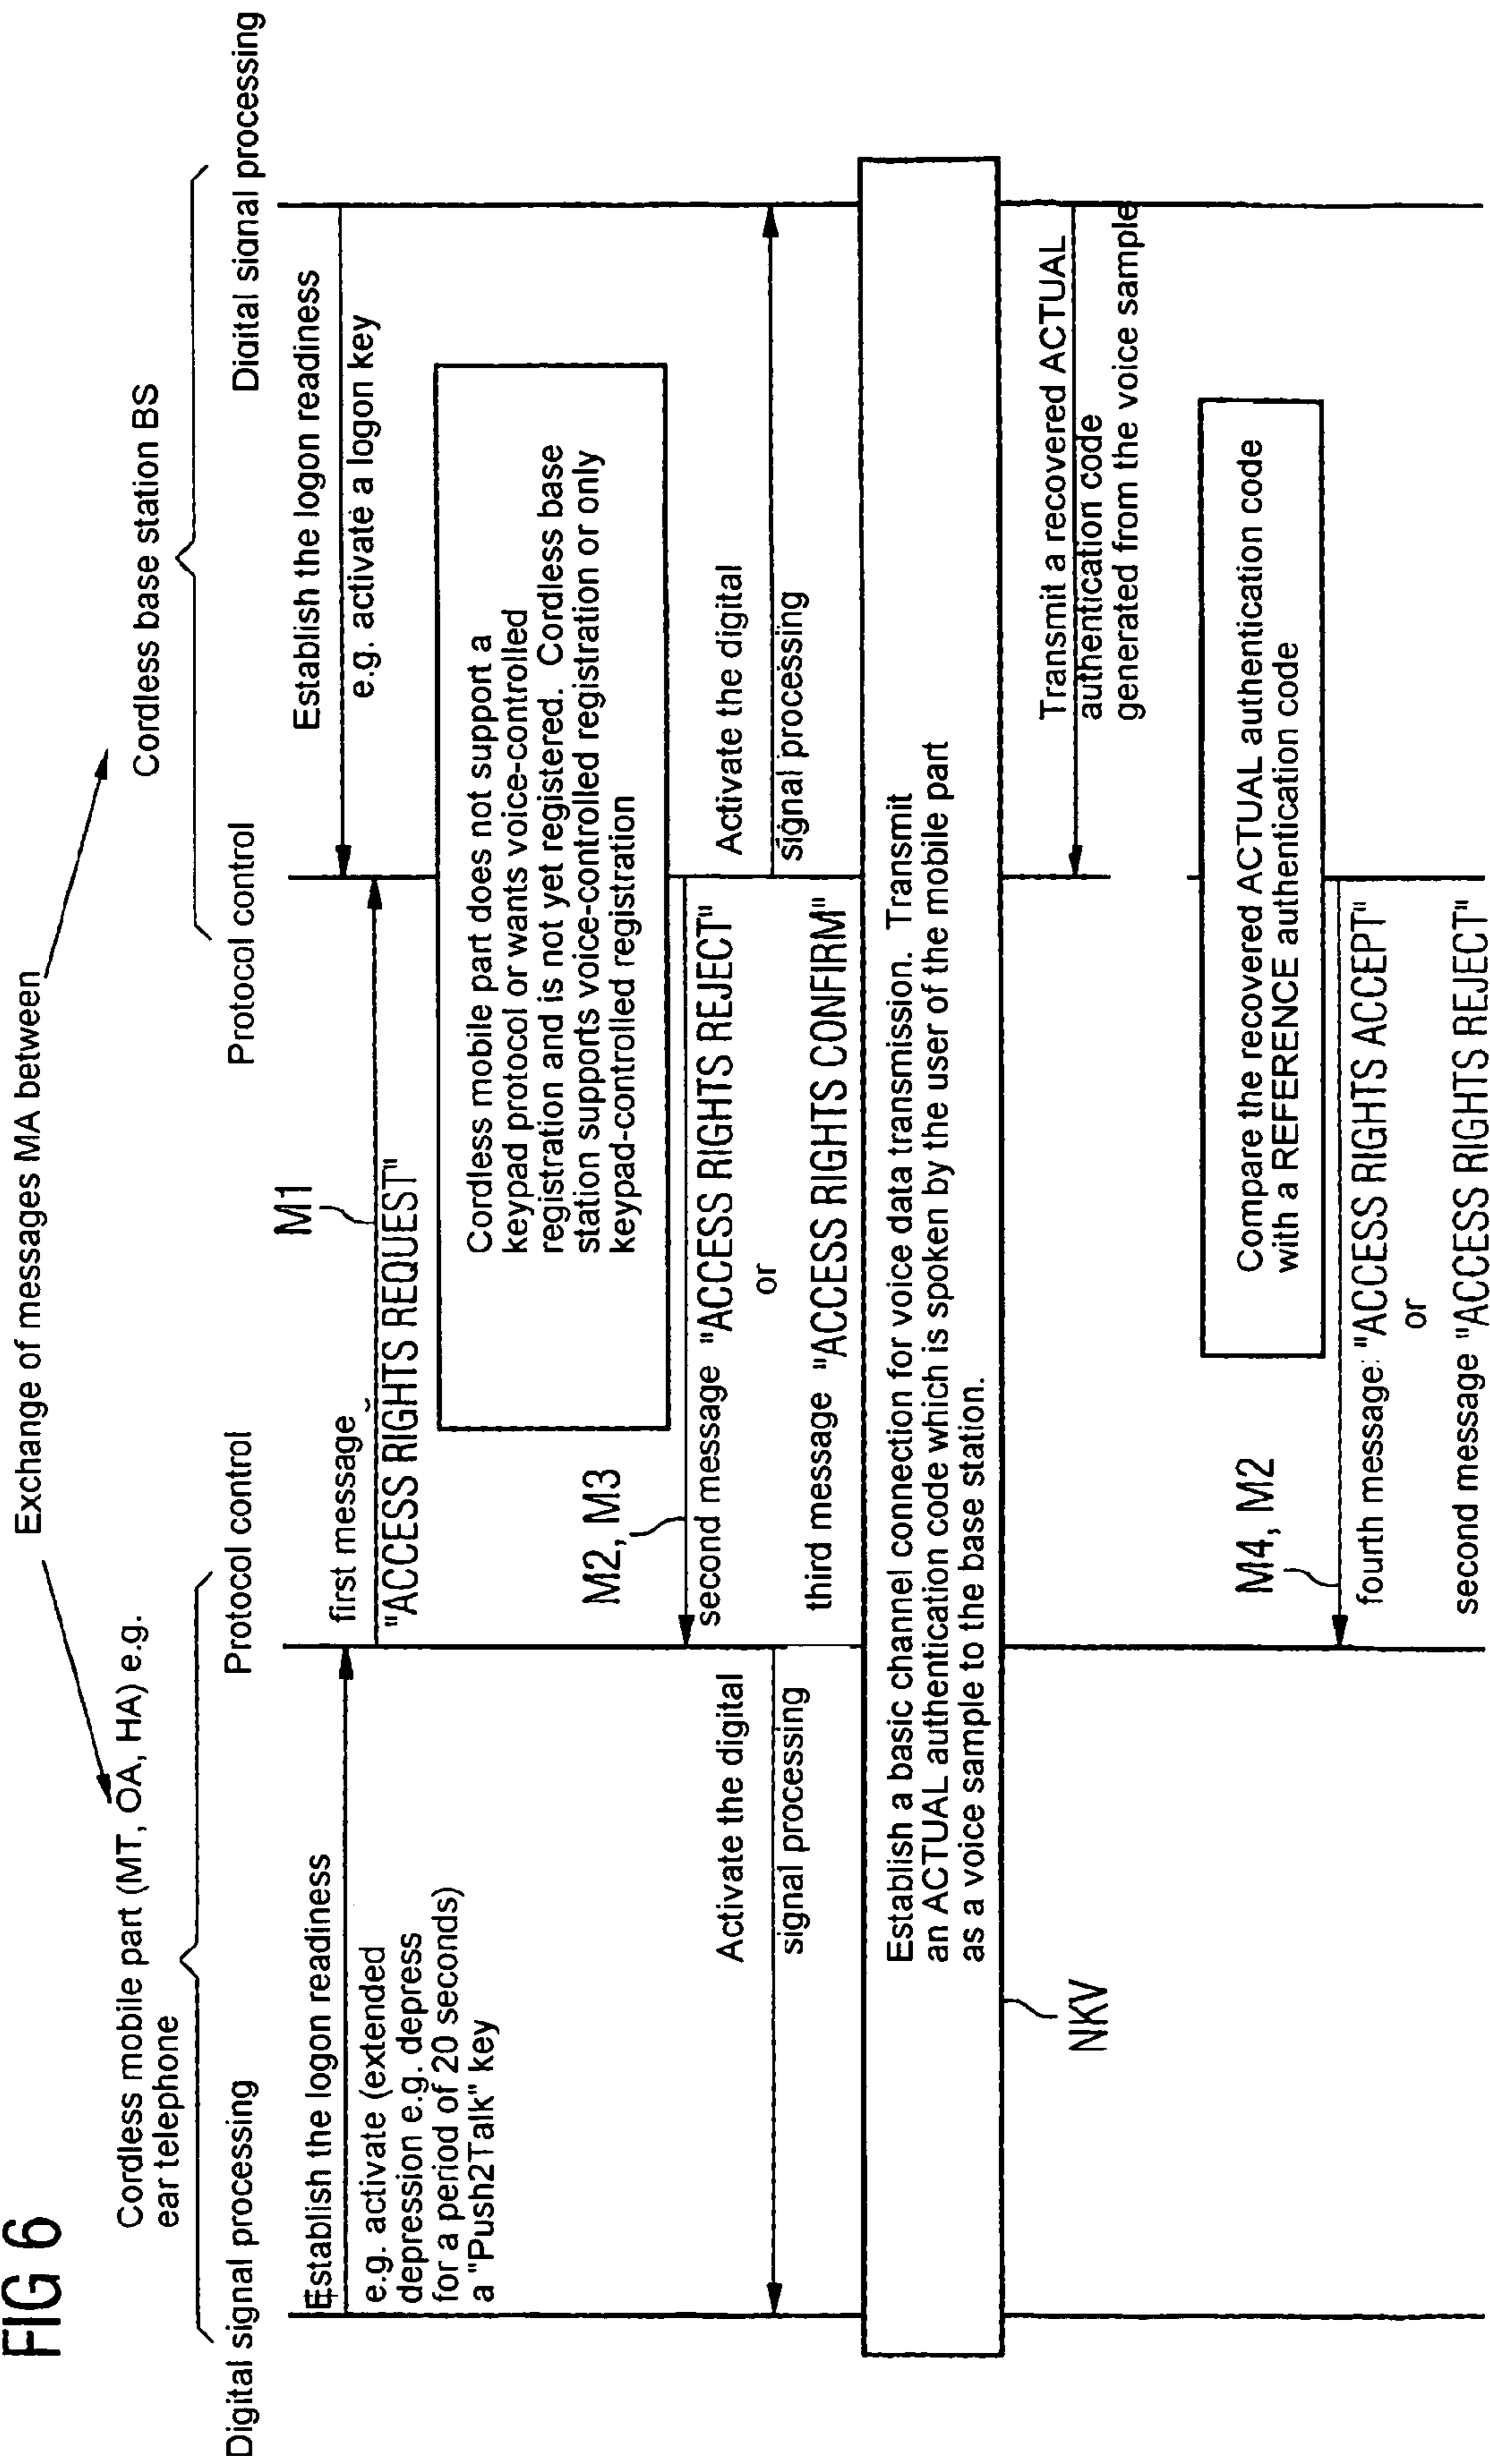 FIG 6
Exchange of messages MA between
Cordless mobile part (MT, OA, HA) e.g.
ear telephone
Cordless base station BS
Digital signal processing
Protocol control
Protocol control
Digital signal processing
Establish the logon readiness
e.g. activate (extended
depression e.g. depress
for a period of 20 seconds)
a "Push2Talk" key
Establish the logon readiness
e.g. activate a logon key
M1
first message
"ACCESS RIGHTS REQUEST"
Cordless mobile part does not support a
keypad protocol or wants voice-controlled
registration and is not yet registered. Cordless base
station supports voice-controlled registration or only
keypad-controlled registration
M2, M3
second message "ACCESS RIGHTS REJECT"
or
third message "ACCESS RIGHTS CONFIRM"
Activate the digital
signal processing
Activate the digital
signal processing
Establish a basic channel connection for voice data transmission. Transmit
an ACTUAL authentication code which is spoken by the user of the mobile part
as a voice sample to the base station.
NKV
Transmit a recovered ACTUAL
authentication code
generated from the voice sample
Compare the recovered ACTUAL authentication code
with a REFERENCE authentication code
M4, M2
fourth message: "ACCESS RIGHTS ACCEPT"
or
second message "ACCESS RIGHTS REJECT"